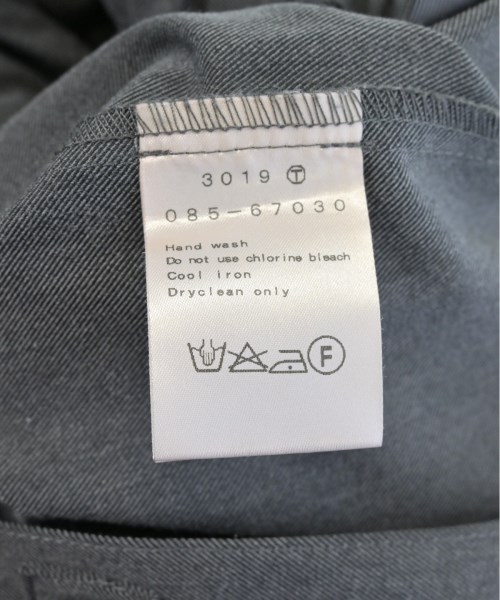 3019 Ⓣ
085-67030
Hand wash
Do not use chlorine bleach
Cool iron
Dryclean only
F